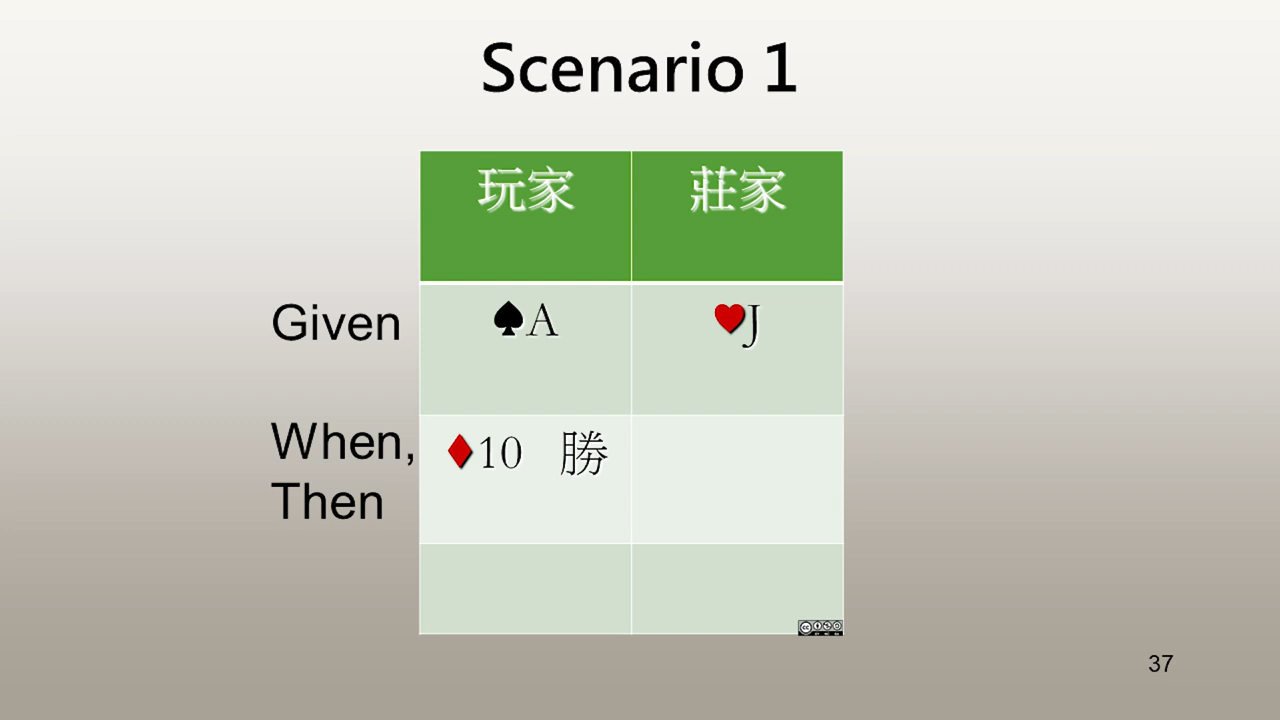 Scenario 1
玩家 莊家
Given ♠A ♥J
When, ♦10 勝
Then
37